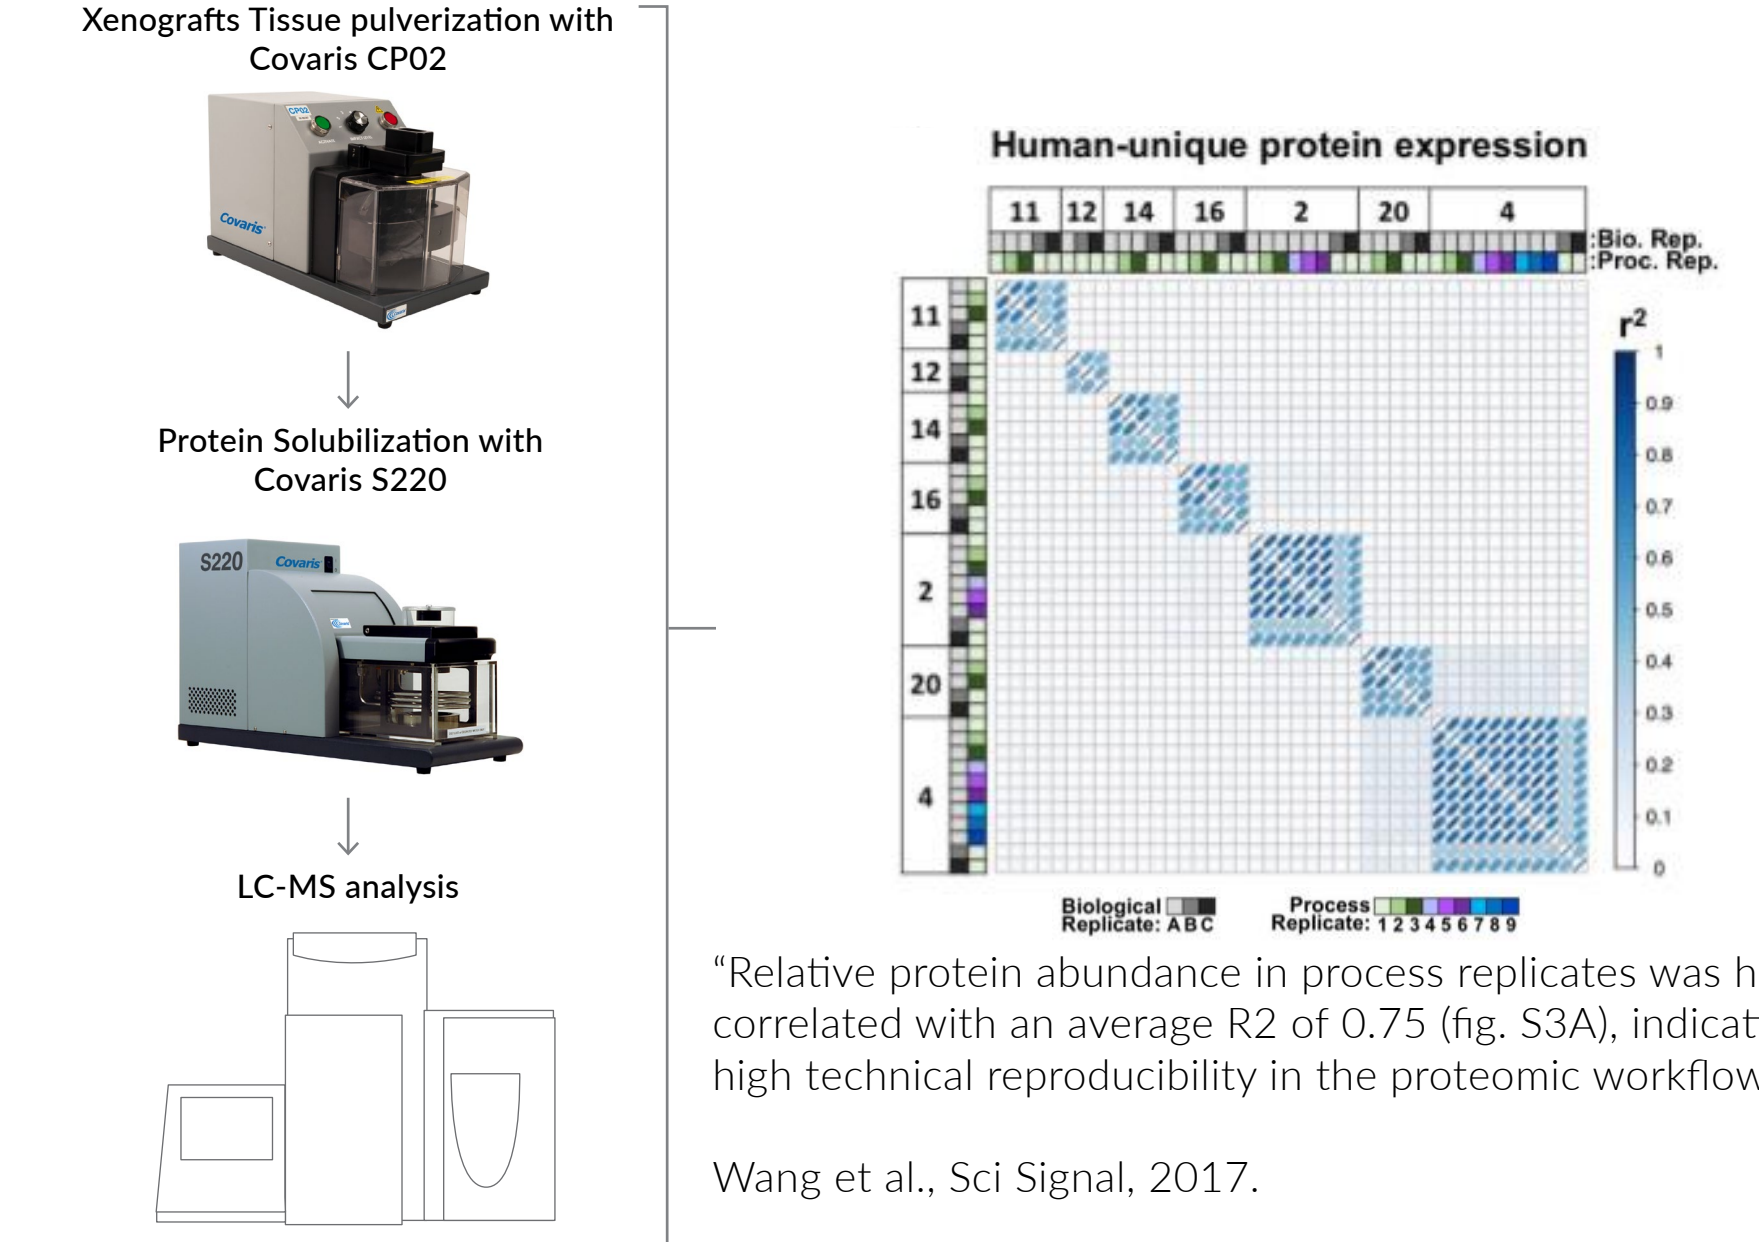 Xenografts Tissue pulverization with
Covaris CP02
CP02
Covaris
Protein Solubilization with
Covaris S220
S220
Covaris
LC-MS analysis
Human-unique protein expression
11 12 14 16 2 20 4
:Bio. Rep.
:Proc. Rep.
11
12
14
16
2
20
4
r²
1
0.9
0.8
0.7
0.6
0.5
0.4
0.3
0.2
0.1
0
Biological
Replicate: A B C
Process
Replicate: 1 2 3 4 5 6 7 8 9
“Relative protein abundance in process replicates was h
correlated with an average R2 of 0.75 (fig. S3A), indicat
high technical reproducibility in the proteomic workflow
Wang et al., Sci Signal, 2017.